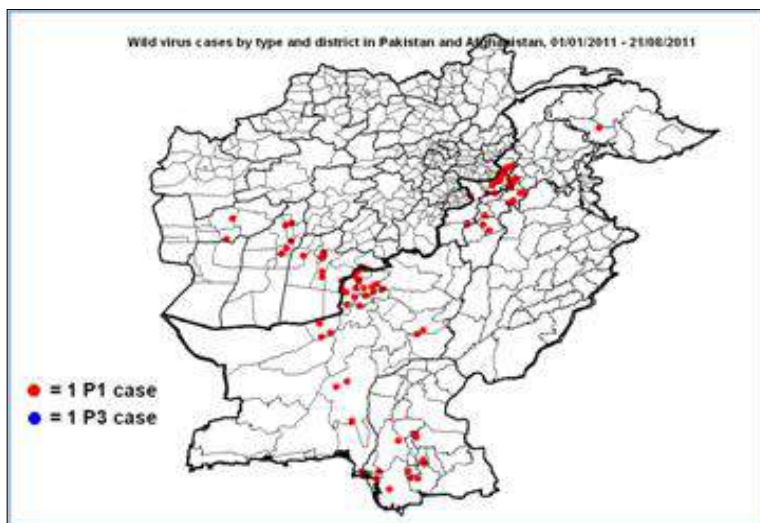 Wild virus cases by type and district in Pakistan and Afghanistan, 01/01/2011 - 21/08/2011
= 1 P1 case
= 1 P3 case